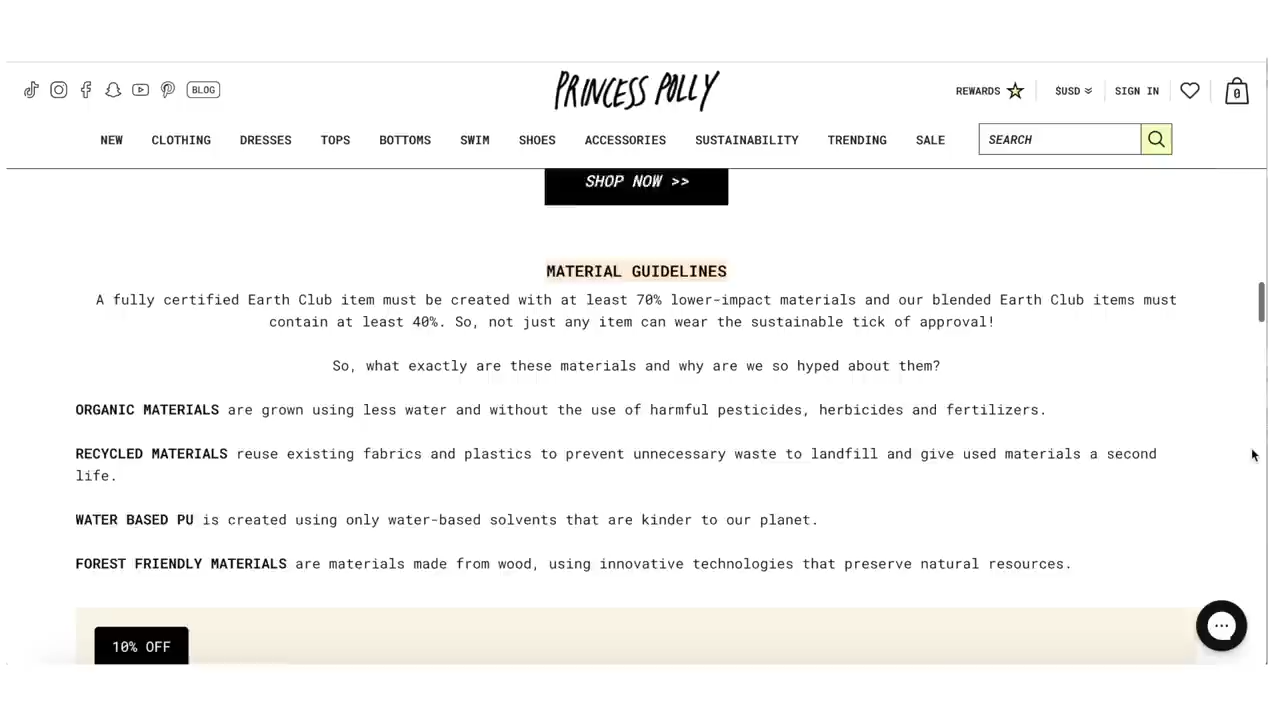 BLOG
PRINCESS POLLY
REWARDS
$USD
SIGN IN
0
NEW
CLOTHING
DRESSES
TOPS
BOTTOMS
SWIM
SHOES
ACCESSORIES
SUSTAINABILITY
TRENDING
SALE
SEARCH
SHOP NOW >>
MATERIAL GUIDELINES
A fully certified Earth Club item must be created with at least 70% lower-impact materials and our blended Earth Club items must
contain at least 40%. So, not just any item can wear the sustainable tick of approval!
So, what exactly are these materials and why are we so hyped about them?
ORGANIC MATERIALS are grown using less water and without the use of harmful pesticides, herbicides and fertilizers.
RECYCLED MATERIALS reuse existing fabrics and plastics to prevent unnecessary waste to landfill and give used materials a second
life.
WATER BASED PU is created using only water-based solvents that are kinder to our planet.
FOREST FRIENDLY MATERIALS are materials made from wood, using innovative technologies that preserve natural resources.
10% OFF